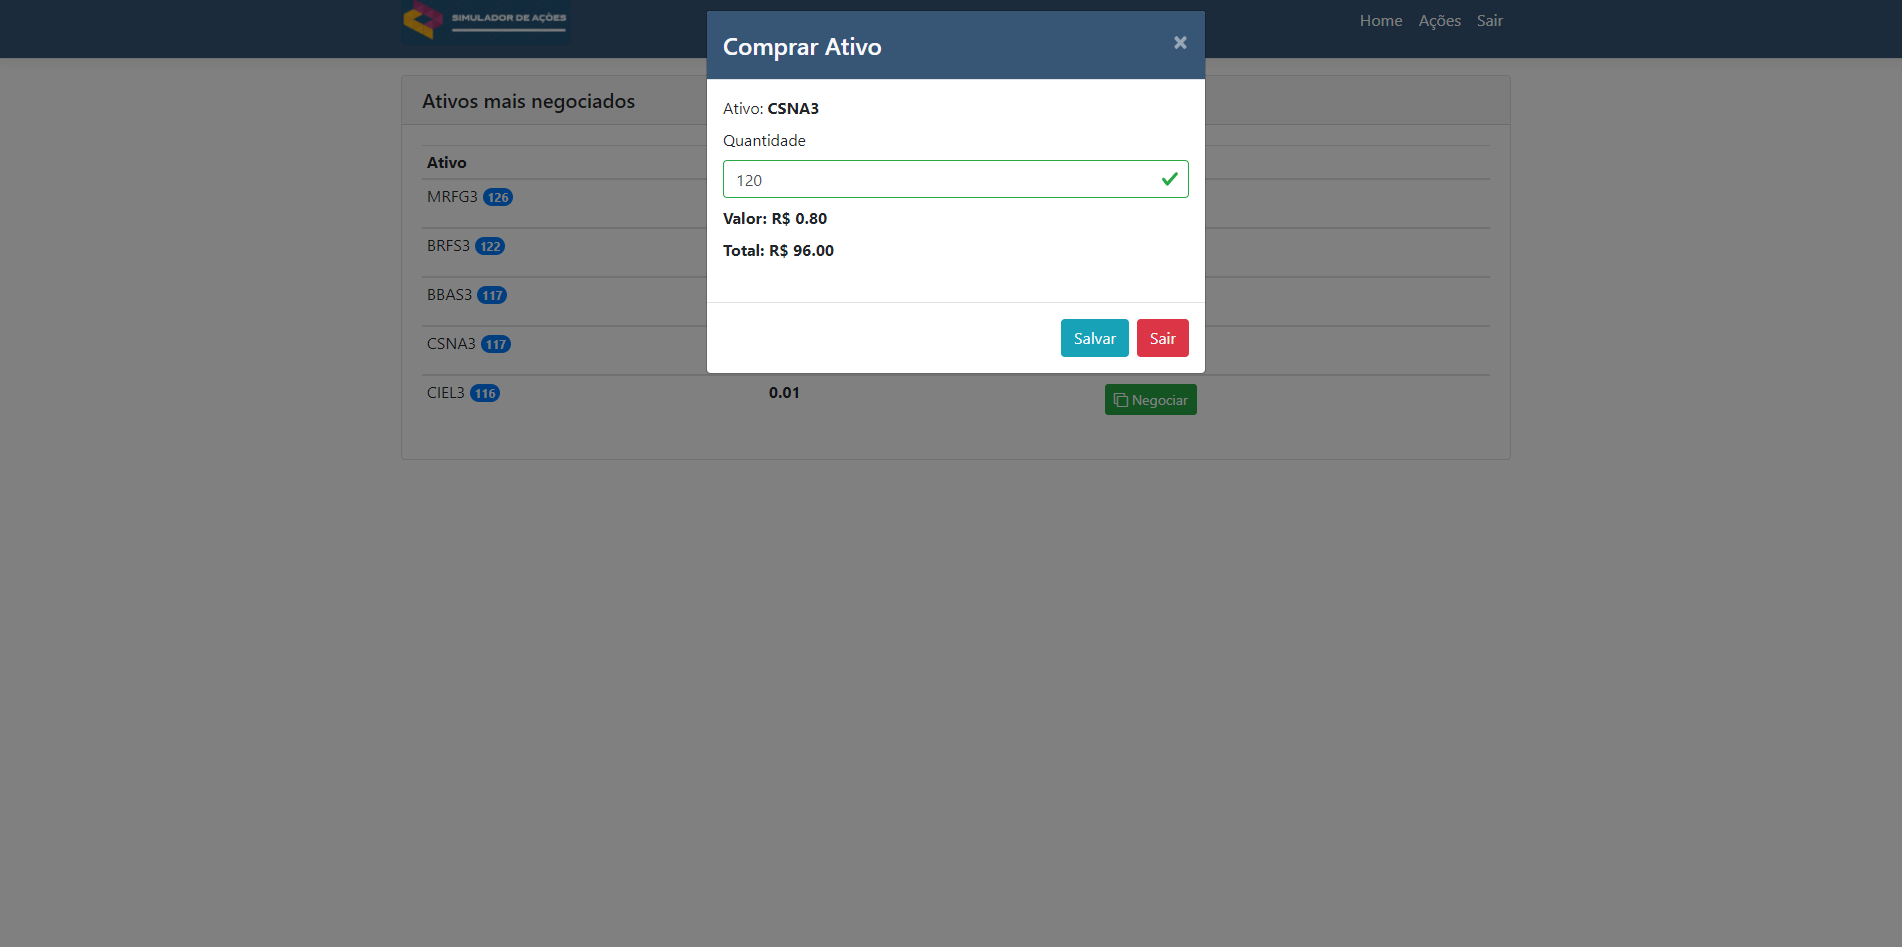 SIMULADOR DE AÇÕES
Home Ações Sair
Comprar Ativo ×
Ativo: CSNA3
Quantidade
120
Valor: R$ 0.80
Total: R$ 96.00
Salvar Sair
Ativos mais negociados
Ativo
MRFG3 126
BRFS3 122
BBAS3 117
CSNA3 117
CIEL3 116 0.01 Negociar